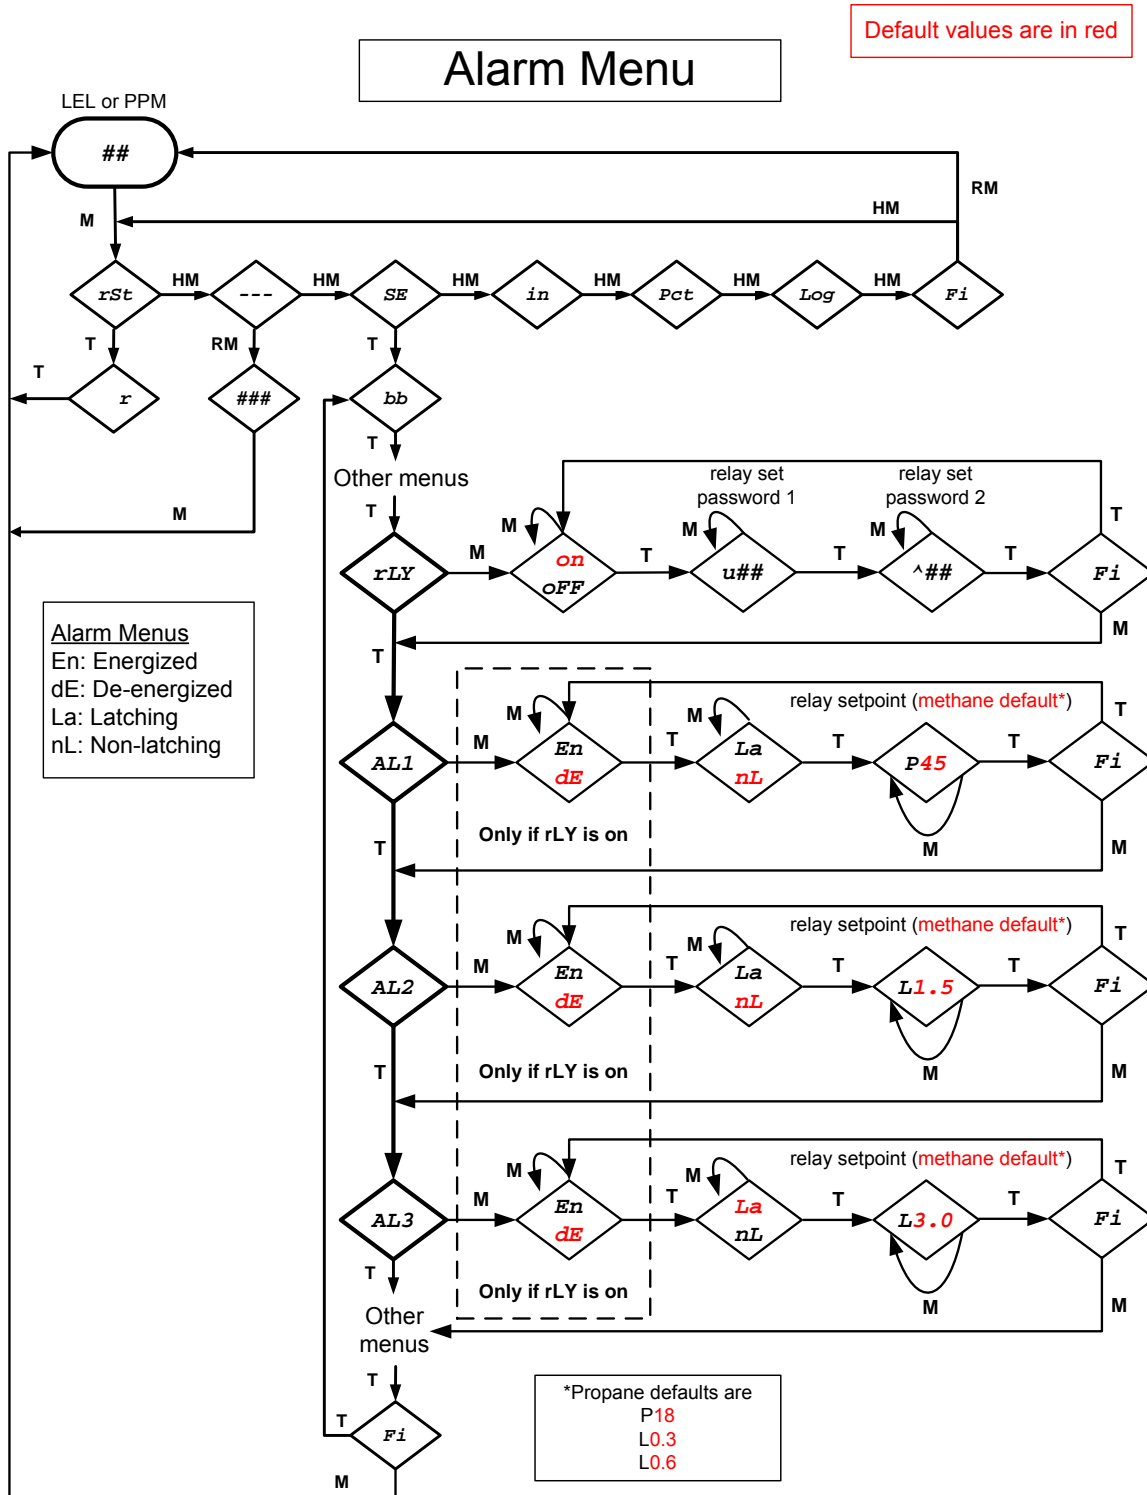 Default values are in red
Alarm Menu
LEL or PPM
##
RM
M
HM
rSt
HM
---
HM
SE
HM
in
HM
Pct
HM
Log
HM
Fi
T
RM
T
T
r
###
bb
T
Other menus
relay set
password 1
relay set
password 2
M
T
M
M
M
T
rLY
M
on
oFF
T
u##
T
^##
T
Fi
M
T
Alarm Menus
En: Energized
dE: De-energized
La: Latching
nL: Non-latching
relay setpoint (methane default*)
M
M
T
AL1
M
En
dE
T
La
nL
T
P45
T
Fi
Only if rLY is on
T
M
M
relay setpoint (methane default*)
M
M
T
AL2
M
En
dE
T
La
nL
T
L1.5
T
Fi
Only if rLY is on
T
M
M
relay setpoint (methane default*)
M
M
T
AL3
M
En
dE
T
La
nL
T
L3.0
T
Fi
Only if rLY is on
T
M
M
Other
menus
T
T
Fi
M
*Propane defaults are
P18
L0.3
L0.6